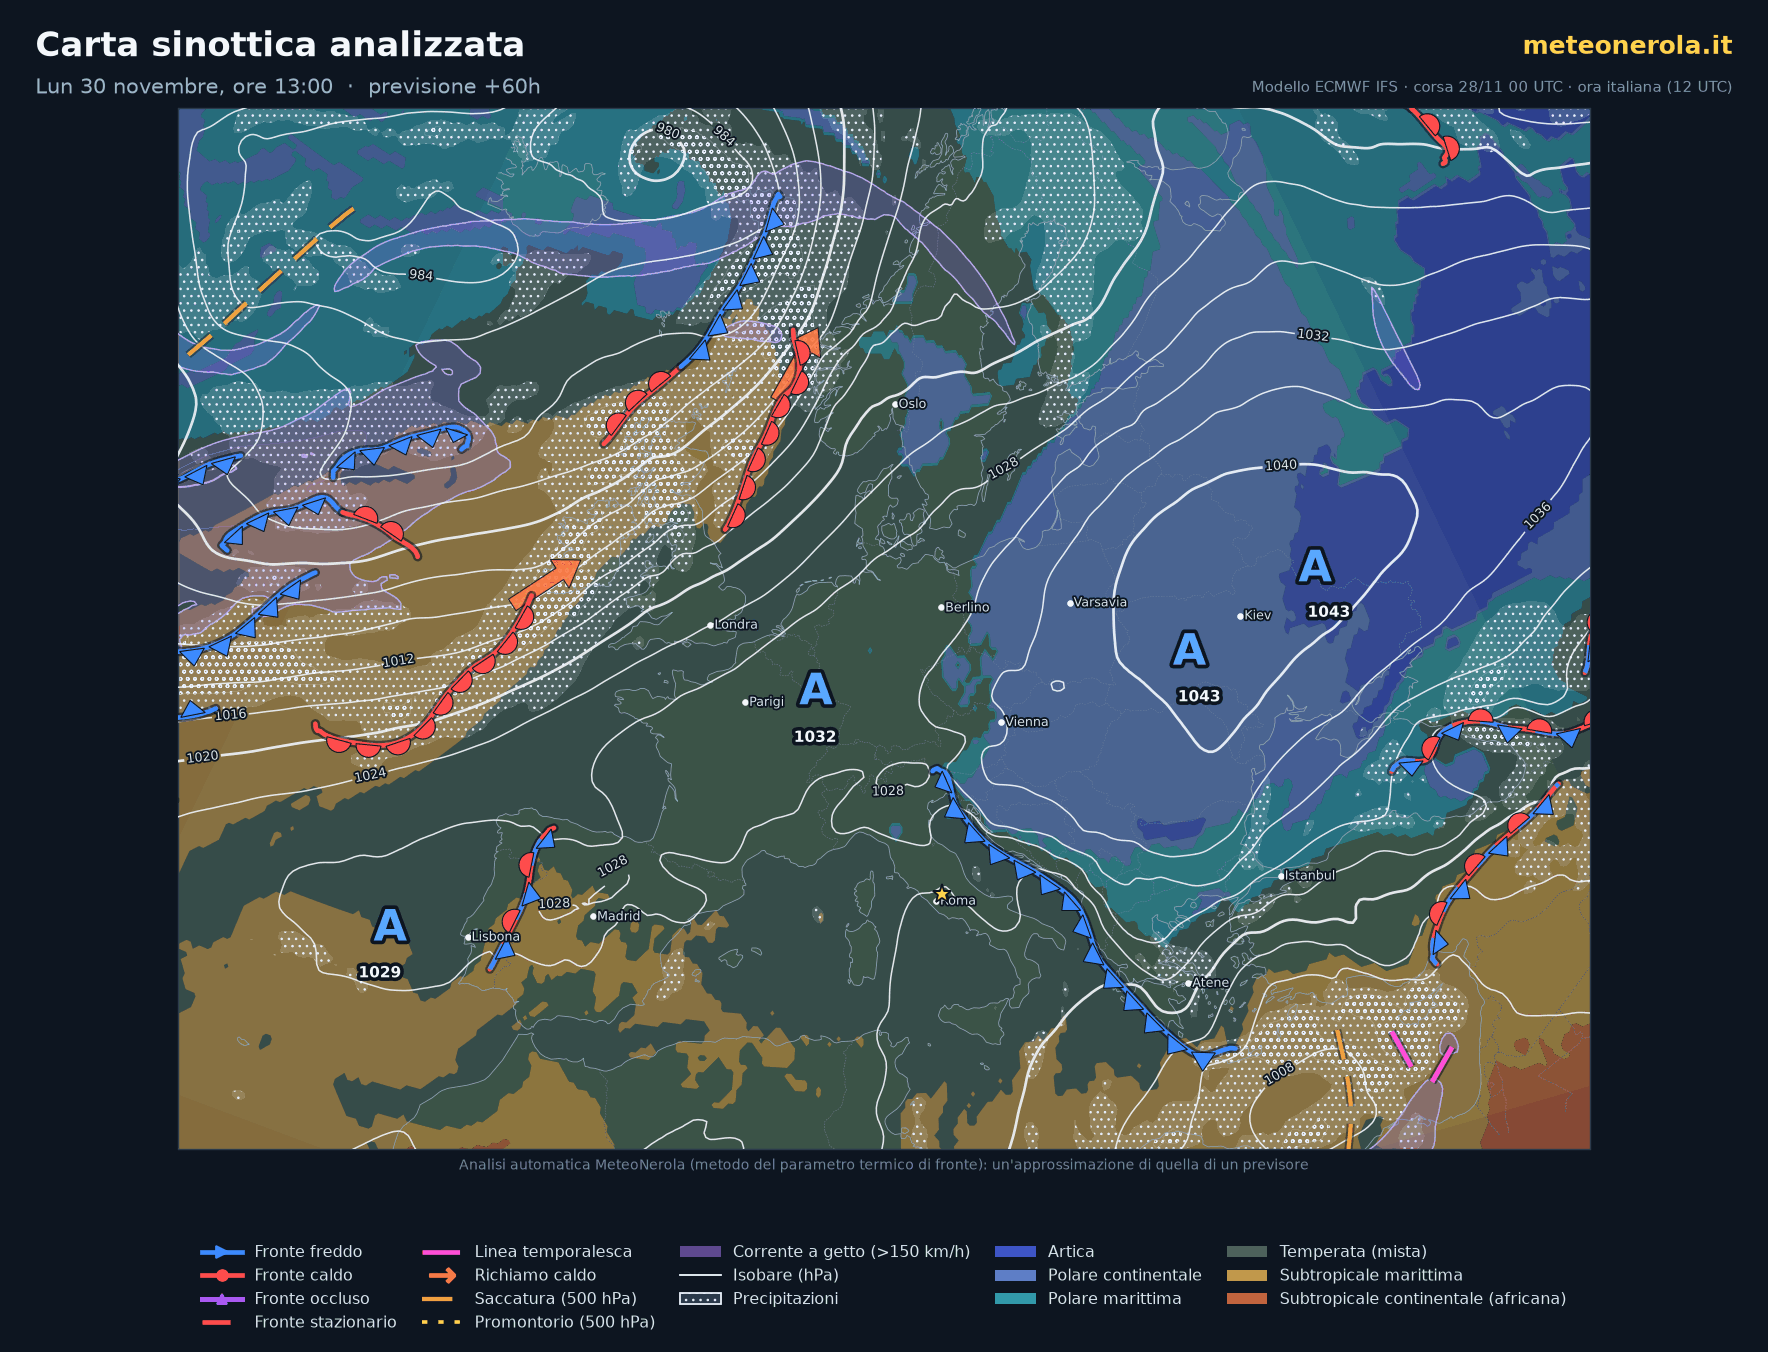 Carta sinottica analizzata
meteonerola.it
Lun 30 novembre, ore 13:00 · previsione +60h
Modello ECMWF IFS · corsa 28/11 00 UTC · ora italiana (12 UTC)
980
984
984
1032
Oslo
1028
1040
1036
A
1043
Berlino
Varsavia
Kiev
Londra
A
1043
1012
A
1032
Parigi
Vienna
1016
1020
1024
1028
1028
1028
Istanbul
Madrid
Roma
A
1029
Lisbona
Atene
1008
Analisi automatica MeteoNerola (metodo del parametro termico di fronte): un'approssimazione di quella di un previsore
Fronte freddo
Fronte caldo
Fronte occluso
Fronte stazionario
Linea temporalesca
Richiamo caldo
Saccatura (500 hPa)
Promontorio (500 hPa)
Corrente a getto (>150 km/h)
Isobare (hPa)
Precipitazioni
Artica
Polare continentale
Polare marittima
Temperata (mista)
Subtropicale marittima
Subtropicale continentale (africana)